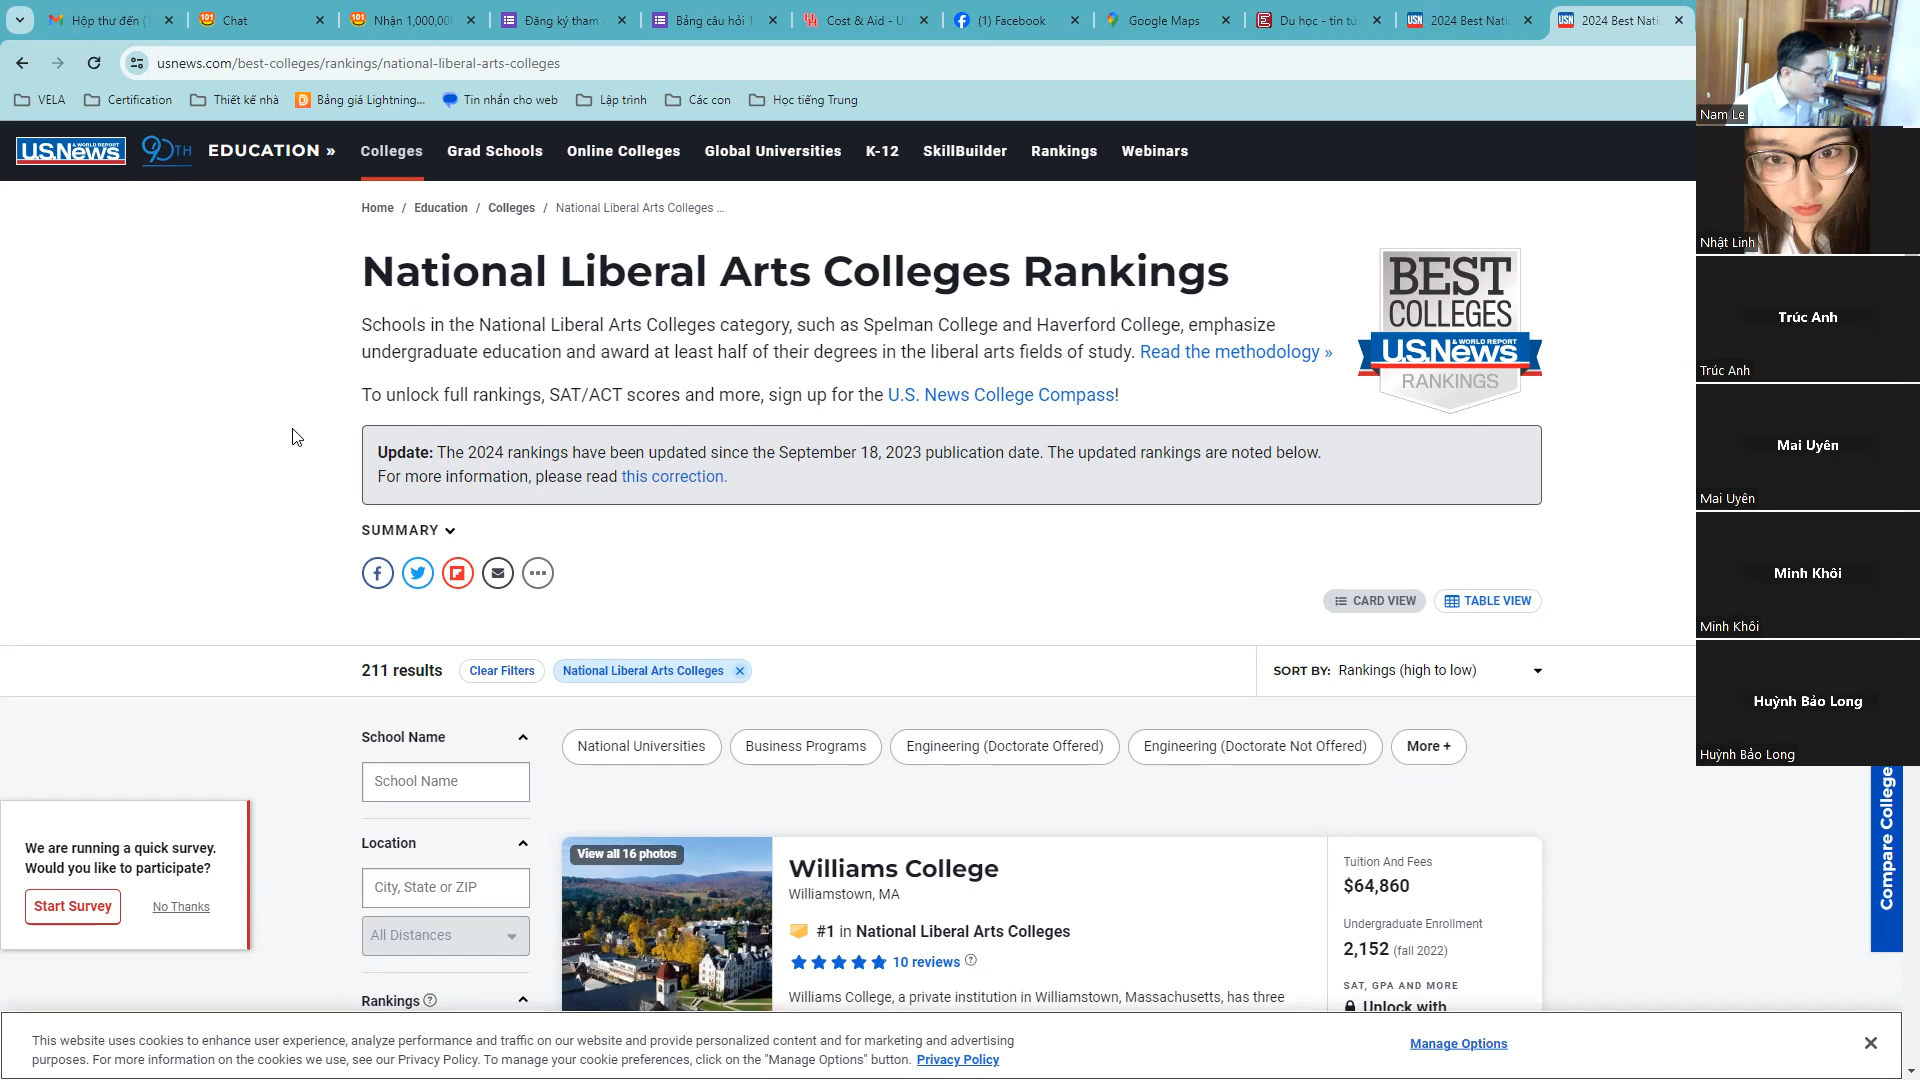 Hộp thư đến (
Chat
Nhận 1,000,00
Đăng ký tham
Bảng câu hỏi 1
Cost & Aid - U
(1) Facebook
Google Maps
Du học - tin tứ
2024 Best Nati
2024 Best Natio
usnews.com/best-colleges/rankings/national-liberal-arts-colleges
VELA
Certification
Thiết kế nhà
Bảng giá Lightning...
Tin nhắn cho web
Lập trình
Các con
Học tiếng Trung
U.S.News & WORLD REPORT
90TH
EDUCATION »
Colleges
Grad Schools
Online Colleges
Global Universities
K-12
SkillBuilder
Rankings
Webinars
Home / Education / Colleges / National Liberal Arts Colleges ...
National Liberal Arts Colleges Rankings
Schools in the National Liberal Arts Colleges category, such as Spelman College and Haverford College, emphasize
undergraduate education and award at least half of their degrees in the liberal arts fields of study. Read the methodology »
To unlock full rankings, SAT/ACT scores and more, sign up for the U.S. News College Compass!
BEST
COLLEGES
U.S.News & WORLD REPORT
RANKINGS
Update: The 2024 rankings have been updated since the September 18, 2023 publication date. The updated rankings are noted below.
For more information, please read this correction.
SUMMARY
CARD VIEW
TABLE VIEW
211 results
Clear Filters
National Liberal Arts Colleges
SORT BY: Rankings (high to low)
School Name
School Name
Location
City, State or ZIP
All Distances
Rankings
National Universities
Business Programs
Engineering (Doctorate Offered)
Engineering (Doctorate Not Offered)
More +
View all 16 photos
Williams College
Williamstown, MA
#1 in National Liberal Arts Colleges
10 reviews
Williams College, a private institution in Williamstown, Massachusetts, has three
Tuition And Fees
$64,860
Undergraduate Enrollment
2,152 (fall 2022)
SAT, GPA AND MORE
Unlock with
We are running a quick survey.
Would you like to participate?
Start Survey
No Thanks
Compare College
This website uses cookies to enhance user experience, analyze performance and traffic on our website and provide personalized content and for marketing and advertising
purposes. For more information on the cookies we use, see our Privacy Policy. To manage your cookie preferences, click on the "Manage Options" button. Privacy Policy
Manage Options
Nam Le
Nhật Linh
Trúc Anh
Trúc Anh
Mai Uyên
Mai Uyên
Minh Khôi
Minh Khôi
Huỳnh Bảo Long
Huỳnh Bảo Long